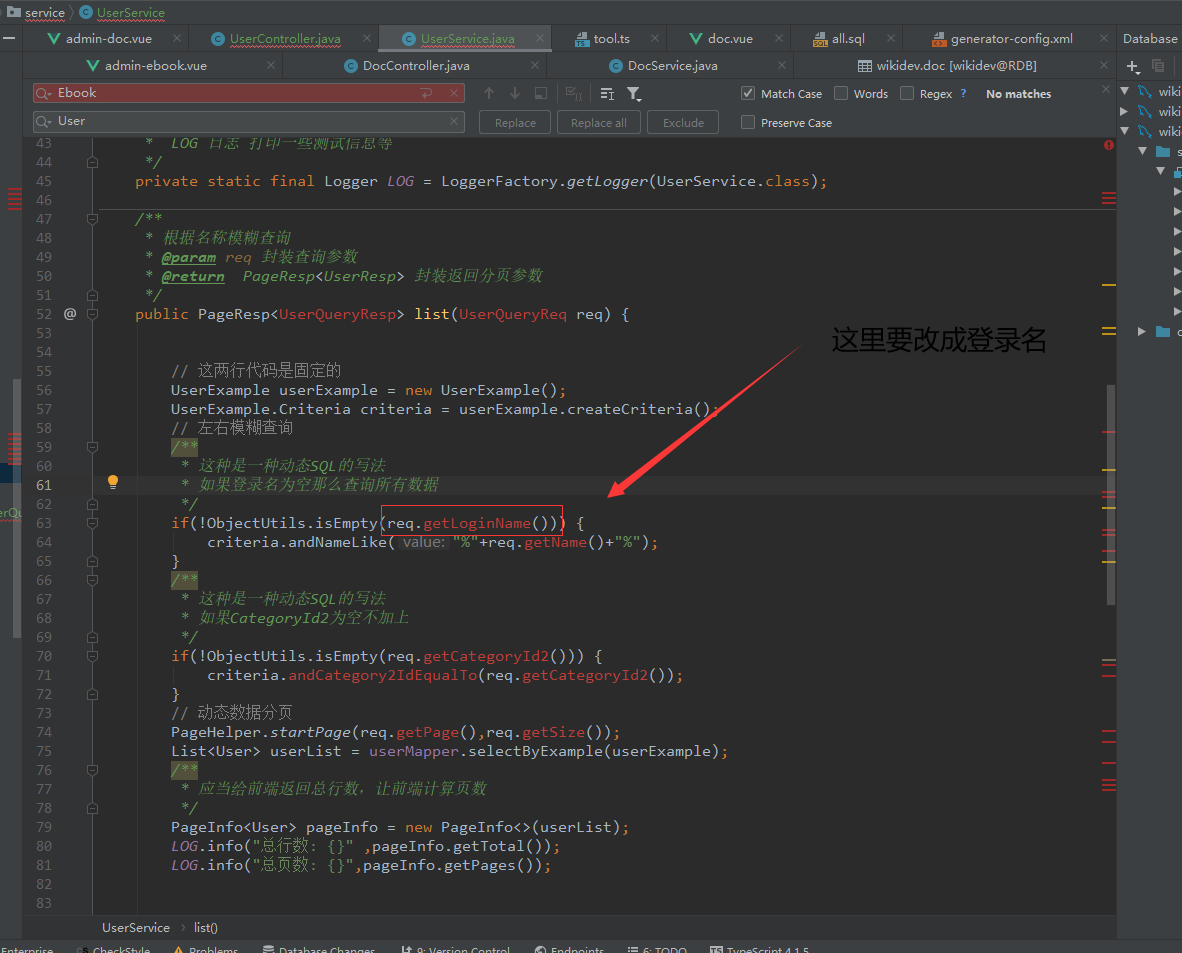 service UserService
admin-doc.vue UserController.java UserService.java tool.ts doc.vue all.sql generator-config.xml Database
admin-ebook.vue DocController.java DocService.java wikidev.doc [wikidev@RDB]
Ebook Match Case Words Regex ? No matches wiki
User Replace Replace all Exclude Preserve Case wiki
wiki
43 * LOG 日志 打印一些测试信息等
44 */
45 private static final Logger LOG = LoggerFactory.getLogger(UserService.class);
46
47 /**
48 * 根据名称模糊查询
49 * @param req 封装查询参数
50 * @return PageResp<UserResp> 封装返回分页参数
51 */
52 @ public PageResp<UserQueryResp> list(UserQueryReq req) {
53
这里要改成登录名
54
55 // 这两行代码是固定的
56 UserExample userExample = new UserExample();
57 UserExample.Criteria criteria = userExample.createCriteria();
58 // 左右模糊查询
59 /**
60 * 这种是一种动态SQL的写法
61 * 如果登录名为空那么查询所有数据
62 */
63 if(!ObjectUtils.isEmpty(req.getLoginName())) {
64 criteria.andNameLike( value: "%"+req.getName()+"%");
65 }
66 /**
67 * 这种是一种动态SQL的写法
68 * 如果CategoryId2为空不加上
69 */
70 if(!ObjectUtils.isEmpty(req.getCategoryId2())) {
71 criteria.andCategory2IdEqualTo(req.getCategoryId2());
72 }
73 // 动态数据分页
74 PageHelper.startPage(req.getPage(),req.getSize());
75 List<User> userList = userMapper.selectByExample(userExample);
76 /**
77 * 应当给前端返回总行数，让前端计算页数
78 */
79 PageInfo<User> pageInfo = new PageInfo<>(userList);
80 LOG.info("总行数: {}" ,pageInfo.getTotal());
81 LOG.info("总页数: {}",pageInfo.getPages());
82
83
UserService list()
Enterprise CheckStyle Problems Database Changes 9: Version Control Endpoints 6: TODO TypeScript 4.1.5